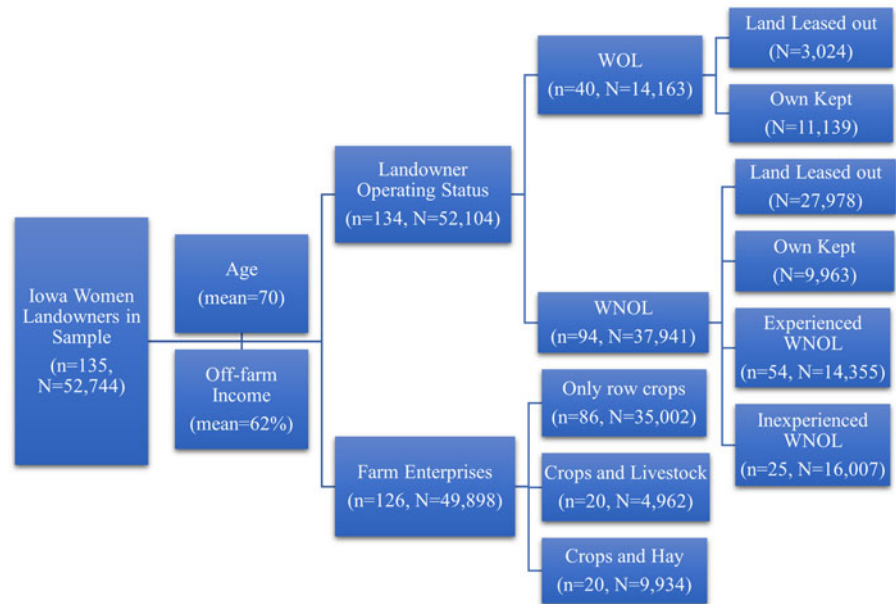 Iowa Women
Landowners in
Sample
(n=135,
N=52,744)
Age
(mean=70)
Off-farm
Income
(mean=62%)
Landowner
Operating Status
(n=134, N=52,104)
Farm Enterprises
(n=126, N=49,898)
WOL
(n=40, N=14,163)
WNOL
(n=94, N=37,941)
Only row crops
(n=86, N=35,002)
Crops and Livestock
(n=20, N=4,962)
Crops and Hay
(n=20, N=9,934)
Land Leased out
(N=3,024)
Own Kept
(N=11,139)
Land Leased out
(N=27,978)
Own Kept
(N=9,963)
Experienced
WNOL
(n=54, N=14,355)
Inexperienced
WNOL
(n=25, N=16,007)